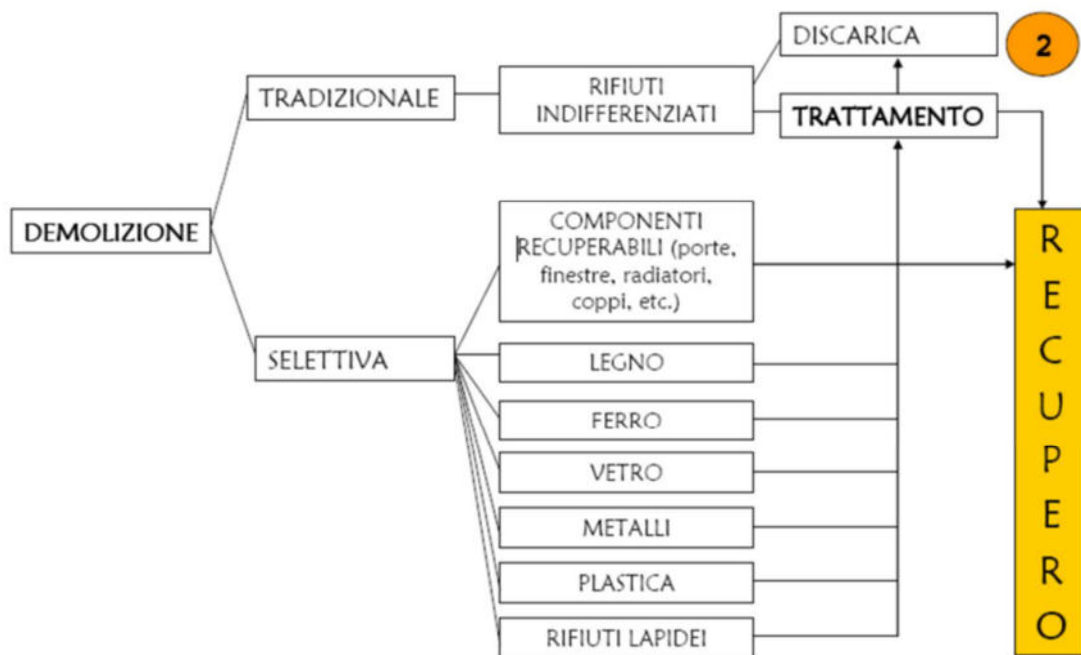 DISCARICA
2
TRADIZIONALE
RIFIUTI
INDIFFERENZIATI
TRATTAMENTO
DEMOLIZIONE
COMPONENTI
RECUPERABILI (porte,
finestre, radiatori,
coppi, etc.)
SELETTIVA
LEGNO
FERRO
VETRO
METALLI
PLASTICA
RIFIUTI LAPIDEI
R
E
C
U
P
E
R
O